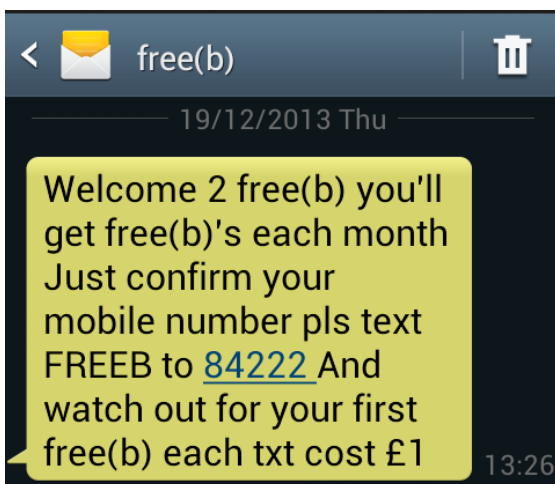 free(b)
19/12/2013 Thu
Welcome 2 free(b) you'll
get free(b)'s each month
Just confirm your
mobile number pls text
FREEB to 84222 And
watch out for your first
free(b) each txt cost £1
13:26